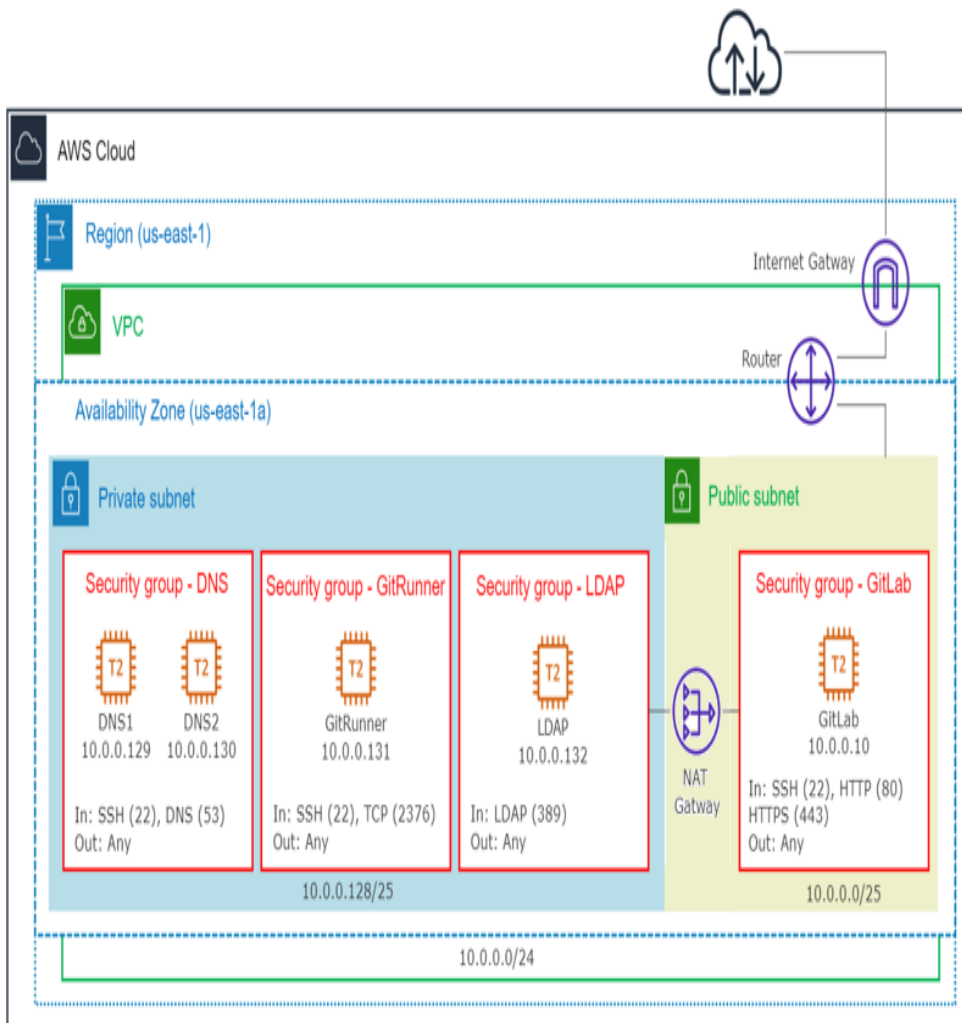 AWS Cloud
Region (us-east-1)
Internet Gatway
VPC
Router
Availability Zone (us-east-1a)
Private subnet
Public subnet
Security group - DNS
T2
T2
DNS1
10.0.0.129
DNS2
10.0.0.130
In: SSH (22), DNS (53)
Out: Any
Security group - GitRunner
T2
GitRunner
10.0.0.131
In: SSH (22), TCP (2376)
Out: Any
Security group - LDAP
T2
LDAP
10.0.0.132
In: LDAP (389)
Out: Any
NAT
Gatway
Security group - GitLab
T2
GitLab
10.0.0.10
In: SSH (22), HTTP (80)
HTTPS (443)
Out: Any
10.0.0.128/25
10.0.0.0/25
10.0.0.0/24